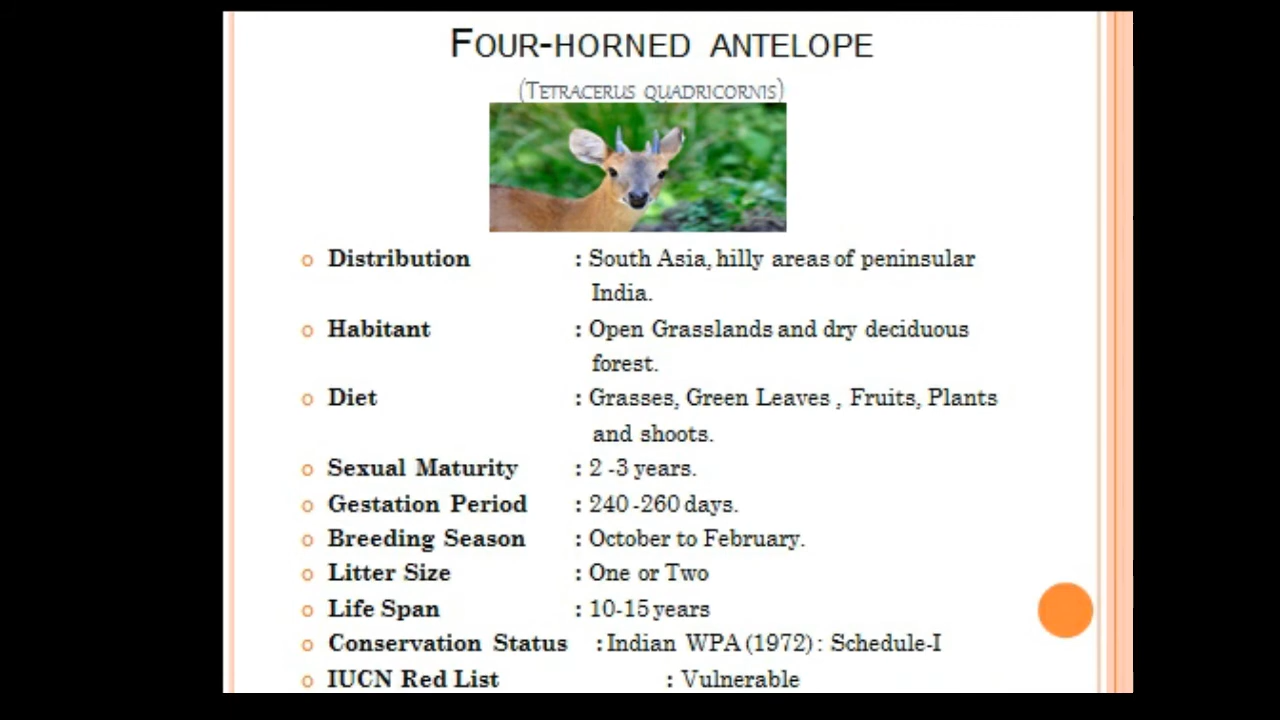 FOUR-HORNED ANTELOPE
(TETRACERUS QUADRICORNIS)
Distribution : South Asia, hilly areas of peninsular
India.
Habitant : Open Grasslands and dry deciduous
forest.
Diet : Grasses, Green Leaves , Fruits, Plants
and shoots.
Sexual Maturity : 2 -3 years.
Gestation Period : 240 -260 days.
Breeding Season : October to February.
Litter Size : One or Two
Life Span : 10-15 years
Conservation Status : Indian WPA (1972) : Schedule-I
IUCN Red List : Vulnerable